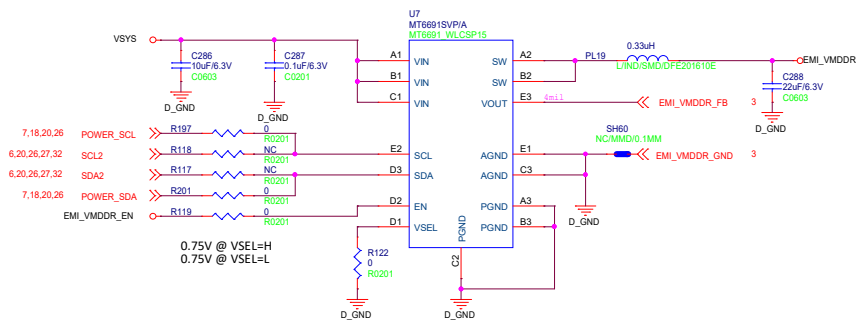 U7
MT6691SVP/A
MT6691_WLCSP15
VSYS
C286
10uF/6.3V
C0603
D_GND
C287
0.1uF/6.3V
C0201
D_GND
A1 VIN
B1 VIN
C1 VIN
SW A2
SW B2
VOUT E3
PL19
0.33uH
L/IND/SMD/DFE201610E
EMI_VMDDR
C288
22uF/6.3V
C0603
D_GND
4mil
EMI_VMDDR_FB 3
SH60
NC/MMD/0.1MM
EMI_VMDDR_GND 3
7,18,20,26 POWER_SCL R197 0
R0201
6,20,26,27,32 SCL2 R118 NC
R0201
6,20,26,27,32 SDA2 R117 NC
R0201
7,18,20,26 POWER_SDA R201 0
R0201
EMI_VMDDR_EN R119 0
R0201
E2 SCL
D3 SDA
D2 EN
D1 VSEL
AGND E1
AGND C3
PGND A3
PGND B3
PGND
C2
D_GND
0.75V @ VSEL=H
0.75V @ VSEL=L
R122
0
R0201
D_GND
D_GND